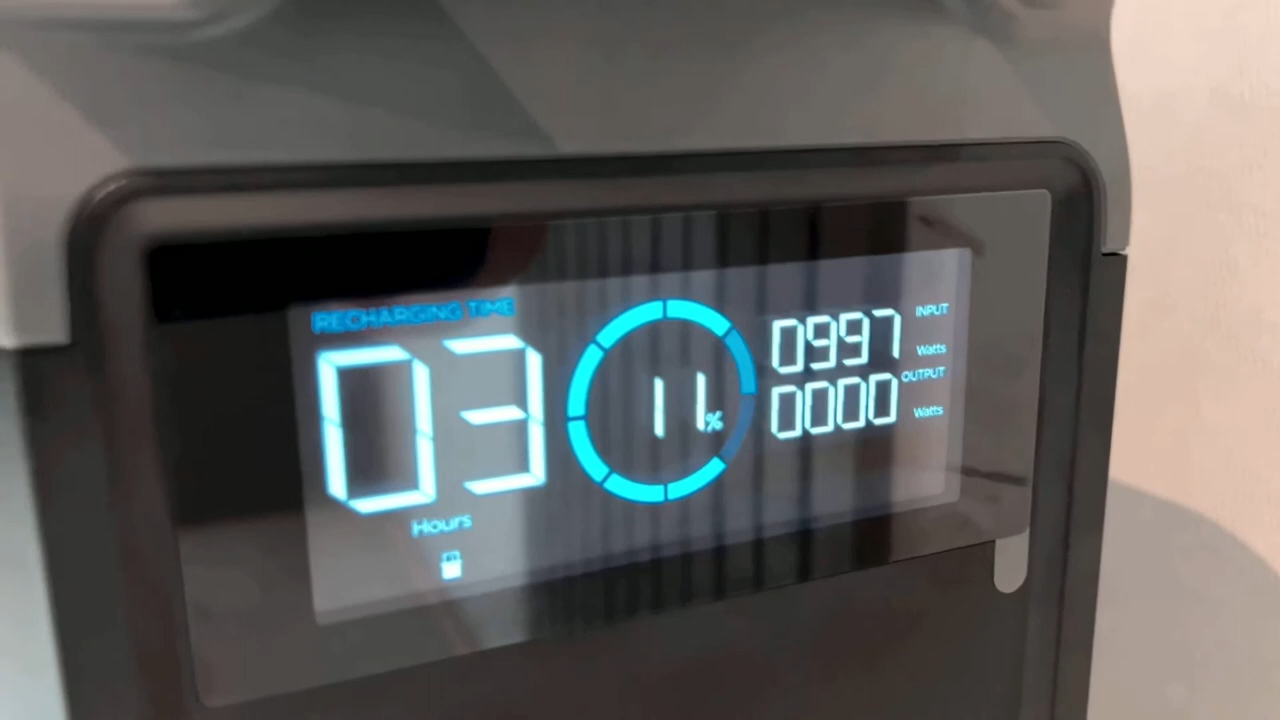 RECHARGING TIME
03
Hours
11%
0997 INPUT Watts
0000 OUTPUT Watts